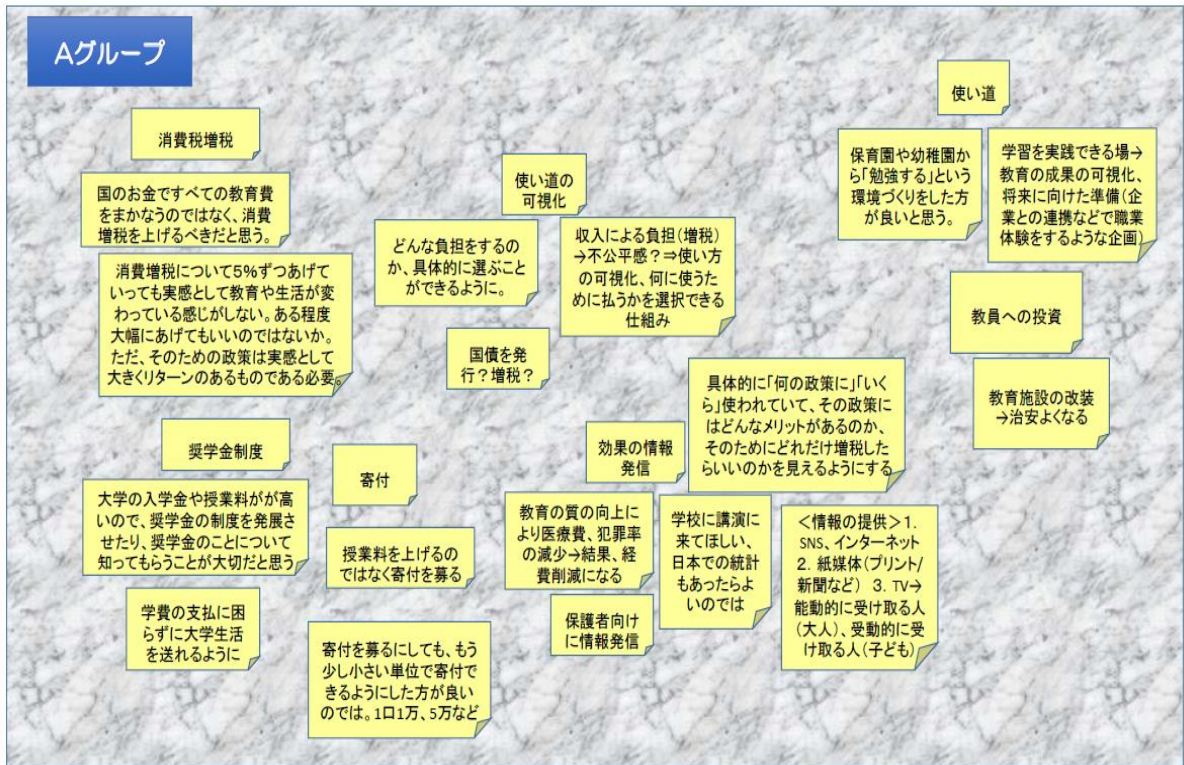 Aグループ
消費税増税
国のお金ですべての教育費
をまかなうのではなく、消費
増税を上げるべきだと思う。
消費増税について5%ずつあげて
いっても実感として教育や生活が変
わっている感じがしない。ある程度
大幅にあげてもいいのではないか。
ただ、そのための政策は実感として
大きくリターンのあるものである必要。
奨学金制度
大学の入学金や授業料がが高
いので、奨学金の制度を発展さ
せたり、奨学金のことについて
知ってもらうことが大切だと思う
学費の支払に困
らずに大学生活
を送れるように
寄付
授業料を上げるの
ではなく寄付を募る
寄付を募るにしても、もう
少し小さい単位で寄付で
きるようにした方が良い
のでは。1口1万、5万など
使い道の
可視化
どんな負担をするの
か、具体的に選ぶこと
ができるように。
収入による負担(増税)
→不公平感?⇒使い方
の可視化、何に使うた
めに払うかを選択できる
仕組み
国債を発
行?増税?
効果の情報
発信
具体的に「何の政策に」「いく
ら」使われていて、その政策に
はどんなメリットがあるのか、
そのためにどれだけ増税した
らいいのかを見えるようにする
教育の質の向上に
より医療費、犯罪率
の減少→結果、経
費削減になる
学校に講演に
来てほしい、
日本での統計
もあったらよ
いのでは
<情報の提供>1.
SNS、インターネット
2. 紙媒体(プリント/
新聞など) 3. TV→
能動的に受け取る人
(大人)、受動的に受
け取る人(子ども)
保護者向け
に情報発信
使い道
保育園や幼稚園か
ら「勉強する」という
環境づくりをした方
が良いと思う。
学習を実践できる場→
教育の成果の可視化、
将来に向けた準備(企
業との連携などで職業
体験をするような企画)
教員への投資
教育施設の改装
→治安よくなる